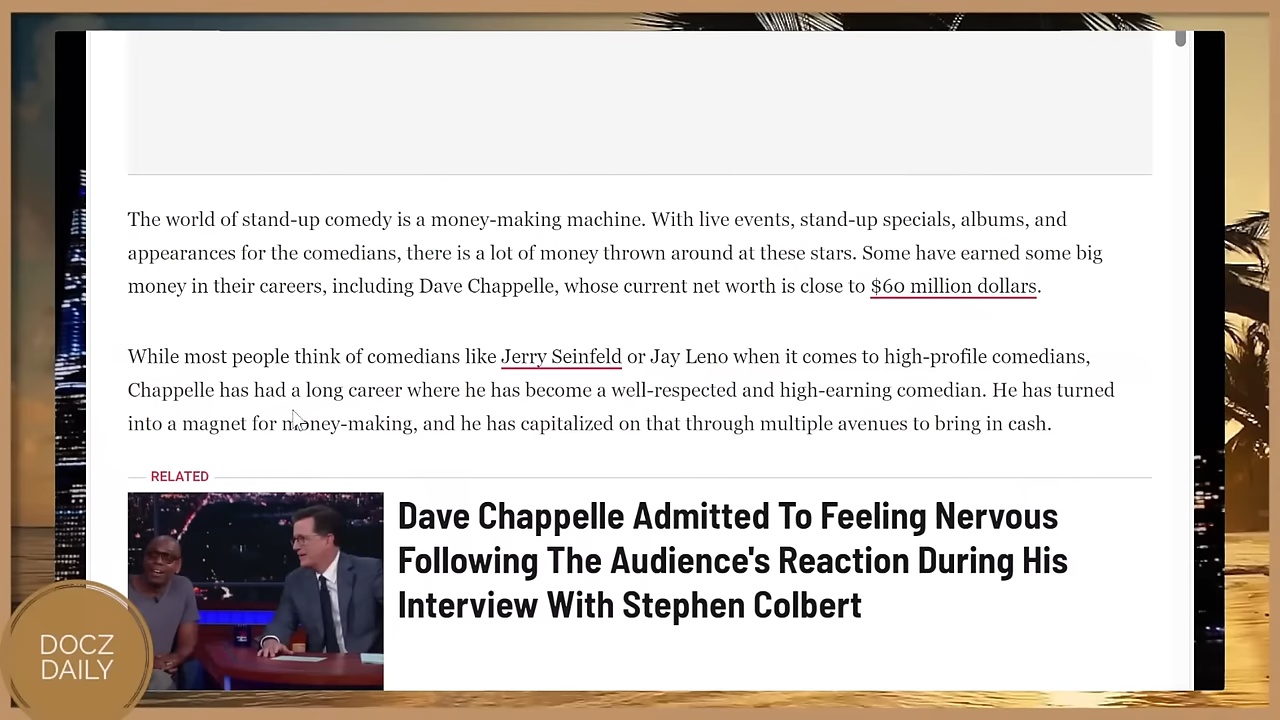 The world of stand-up comedy is a money-making machine. With live events, stand-up specials, albums, and
appearances for the comedians, there is a lot of money thrown around at these stars. Some have earned some big
money in their careers, including Dave Chappelle, whose current net worth is close to $60 million dollars.
While most people think of comedians like Jerry Seinfeld or Jay Leno when it comes to high-profile comedians,
Chappelle has had a long career where he has become a well-respected and high-earning comedian. He has turned
into a magnet for money-making, and he has capitalized on that through multiple avenues to bring in cash.
RELATED
Dave Chappelle Admitted To Feeling Nervous
Following The Audience's Reaction During His
Interview With Stephen Colbert
DOCZ
DAILY